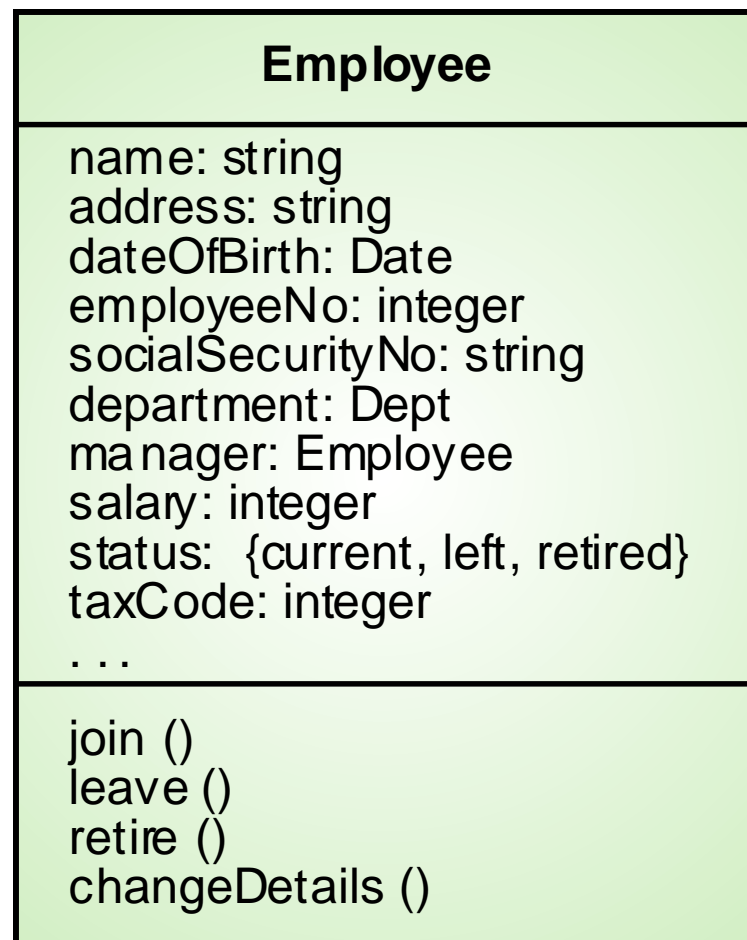 Employee
name: string
address: string
dateOfBirth: Date
employeeNo: integer
socialSecurityNo: string
department: Dept
manager: Employee
salary: integer
status: {current, left, retired}
taxCode: integer
. . .
join ()
leave ()
retire ()
changeDetails ()